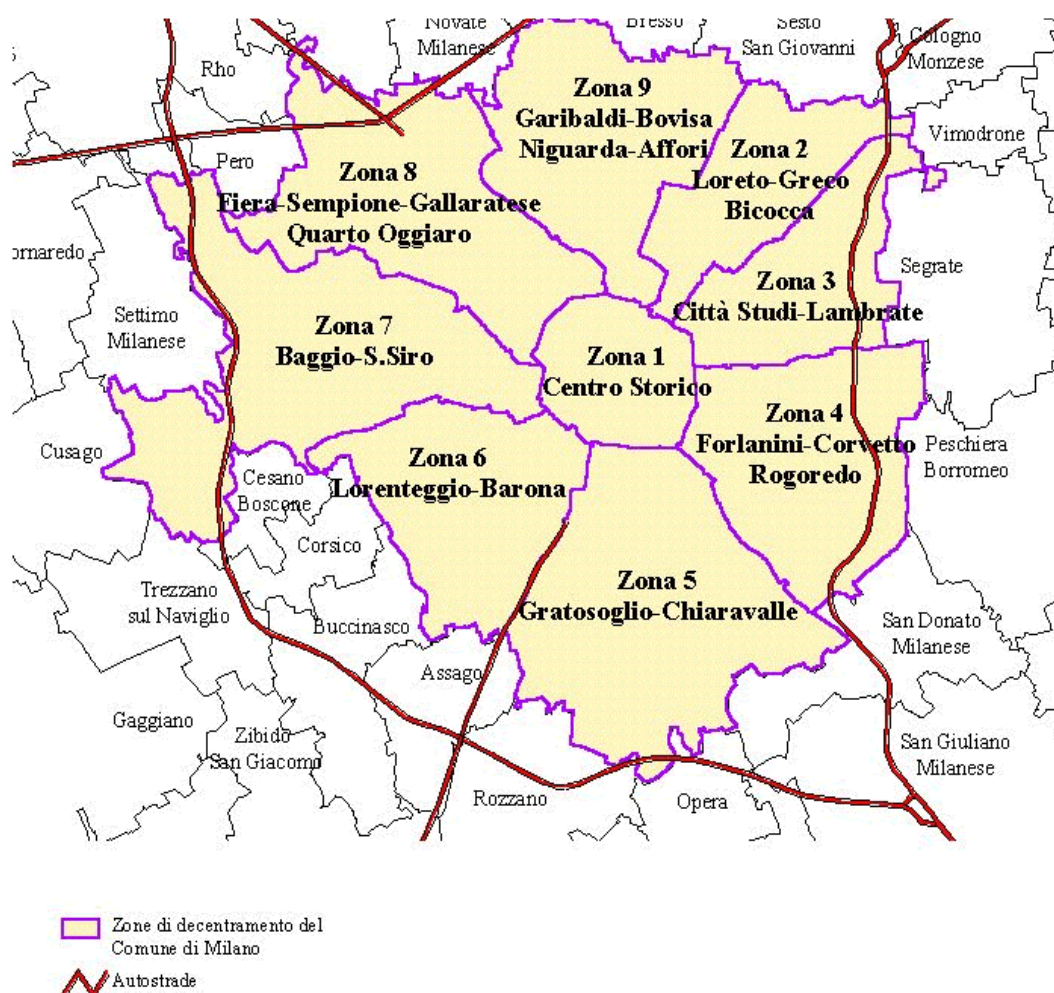 Novate
Milanese
Bresso
Sesto
San Giovanni
Cologno
Monzese
Rho
Zona 9
Garibaldi-Bovisa
Niguarda-Affori
Vimodrone
Pero
Zona 8
Fiera-Sempione-Gallaratese
Quarto Oggiaro
Zona 2
Loreto-Greco
Bicocca
ornaredo
Segrate
Settimo
Milanese
Zona 7
Baggio-S.Siro
Zona 3
Città Studi-Lambrate
Zona 1
Centro Storico
Zona 4
Forlanini-Corvetto
Rogoredo
Cusago
Cesano
Boscone
Zona 6
Lorenteggio-Barona
Peschiera
Borromeo
Corsico
Trezzano
sul Naviglio
Buccinasco
Zona 5
Gratosoglio-Chiaravalle
San Donato
Milanese
Assago
Gaggiano
Zibido
San Giacomo
San Giuliano
Milanese
Rozzano
Opera
Zone di decentramento del
Comune di Milano
Autostrade